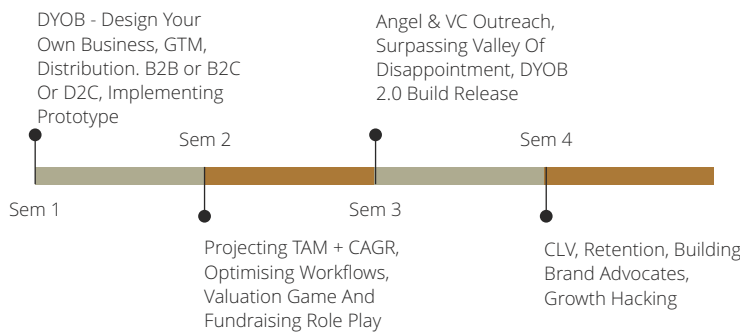 DYOB - Design Your
Own Business, GTM,
Distribution. B2B or B2C
Or D2C, Implementing
Prototype
Sem 1
Sem 2
Projecting TAM + CAGR,
Optimising Workflows,
Valuation Game And
Fundraising Role Play
Angel & VC Outreach,
Surpassing Valley Of
Disappointment, DYOB
2.0 Build Release
Sem 3
Sem 4
CLV, Retention, Building
Brand Advocates,
Growth Hacking